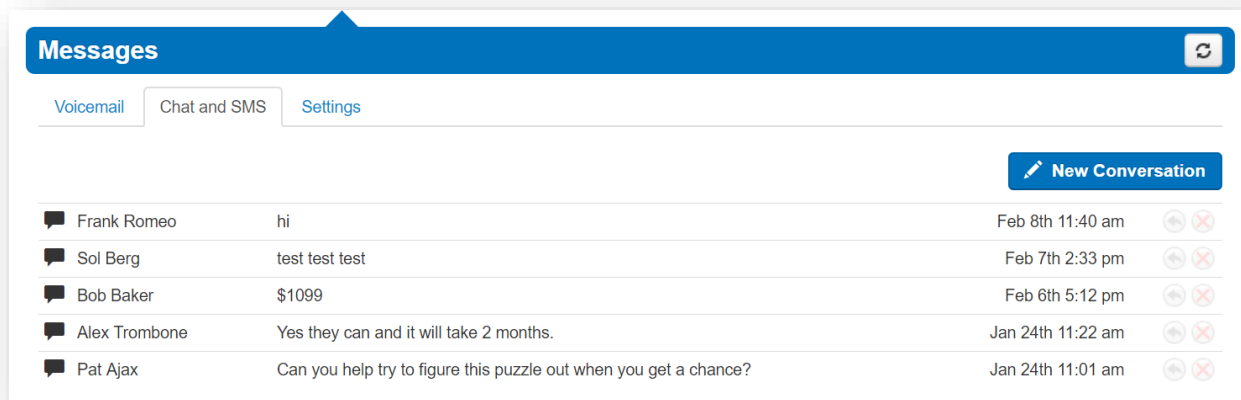 Messages
Voicemail Chat and SMS Settings
New Conversation
Frank Romeo hi Feb 8th 11:40 am
Sol Berg test test test Feb 7th 2:33 pm
Bob Baker $1099 Feb 6th 5:12 pm
Alex Trombone Yes they can and it will take 2 months. Jan 24th 11:22 am
Pat Ajax Can you help try to figure this puzzle out when you get a chance? Jan 24th 11:01 am